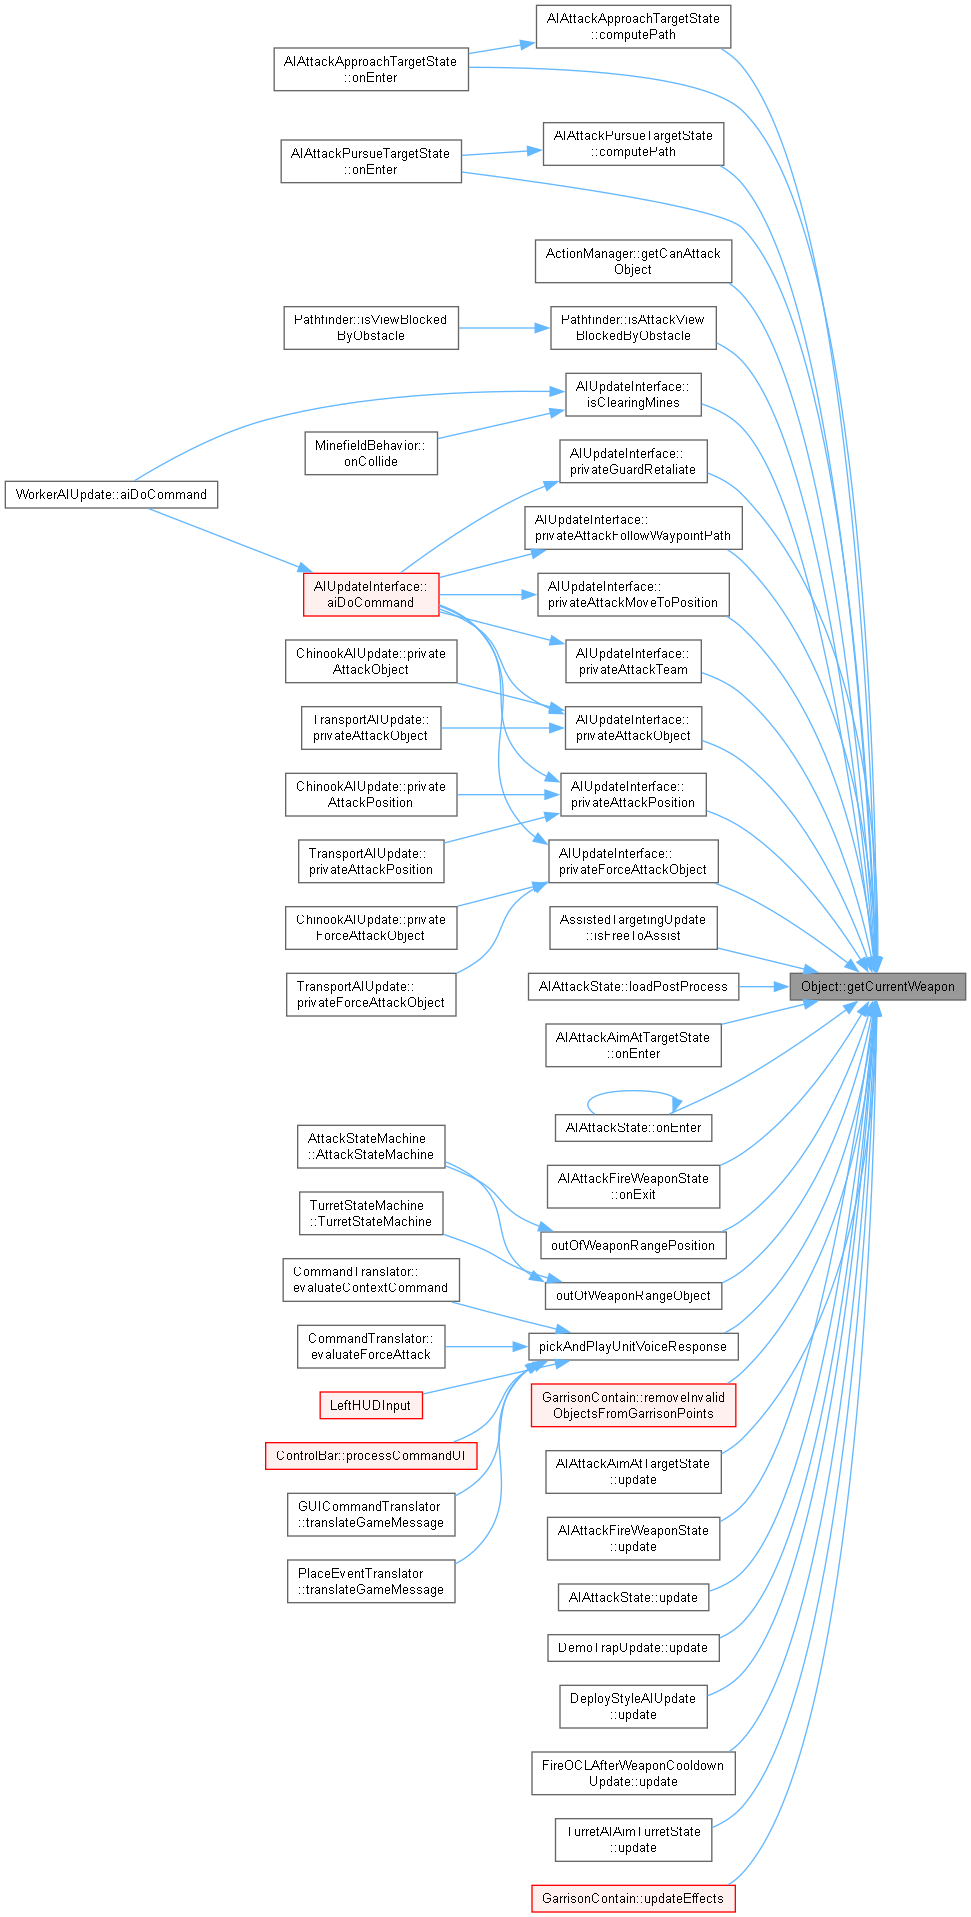 AIAttackApproachTargetState
::computePath
AIAttackApproachTargetState
::onEnter
AIAttackPursueTargetState
::computePath
AIAttackPursueTargetState
::onEnter
ActionManager::getCanAttack
Object
Pathfinder::isViewBlocked
ByObstacle
Pathfinder::isAttackView
BlockedByObstacle
AIUpdateInterface::
isClearingMines
MinefieldBehavior::
onCollide
AIUpdateInterface::
privateGuardRetaliate
WorkerAIUpdate::aiDoCommand
AIUpdateInterface::
privateAttackFollowWaypointPath
AIUpdateInterface::
aiDoCommand
AIUpdateInterface::
privateAttackMoveToPosition
ChinookAIUpdate::private
AttackObject
AIUpdateInterface::
privateAttackTeam
TransportAIUpdate::
privateAttackObject
AIUpdateInterface::
privateAttackObject
ChinookAIUpdate::private
AttackPosition
AIUpdateInterface::
privateAttackPosition
TransportAIUpdate::
privateAttackPosition
AIUpdateInterface::
privateForceAttackObject
ChinookAIUpdate::private
ForceAttackObject
AssistedTargetingUpdate
::isFreeToAssist
TransportAIUpdate::
privateForceAttackObject
AIAttackState::loadPostProcess
Object::getCurrentWeapon
AIAttackAimAtTargetState
::onEnter
AIAttackState::onEnter
AttackStateMachine
::AttackStateMachine
AIAttackFireWeaponState
::onExit
TurretStateMachine
::TurretStateMachine
outOfWeaponRangePosition
CommandTranslator::
evaluateContextCommand
outOfWeaponRangeObject
CommandTranslator::
evaluateForceAttack
pickAndPlayUnitVoiceResponse
LeftHUDInput
GarrisonContain::removeInvalid
ObjectsFromGarrisonPoints
ControlBar::processCommandUI
AIAttackAimAtTargetState
::update
GUICommandTranslator
::translateGameMessage
AIAttackFireWeaponState
::update
PlaceEventTranslator
::translateGameMessage
AIAttackState::update
DemoTrapUpdate::update
DeployStyleAIUpdate
::update
FireOCLAfterWeaponCooldown
Update::update
TurretAIAimTurretState
::update
GarrisonContain::updateEffects